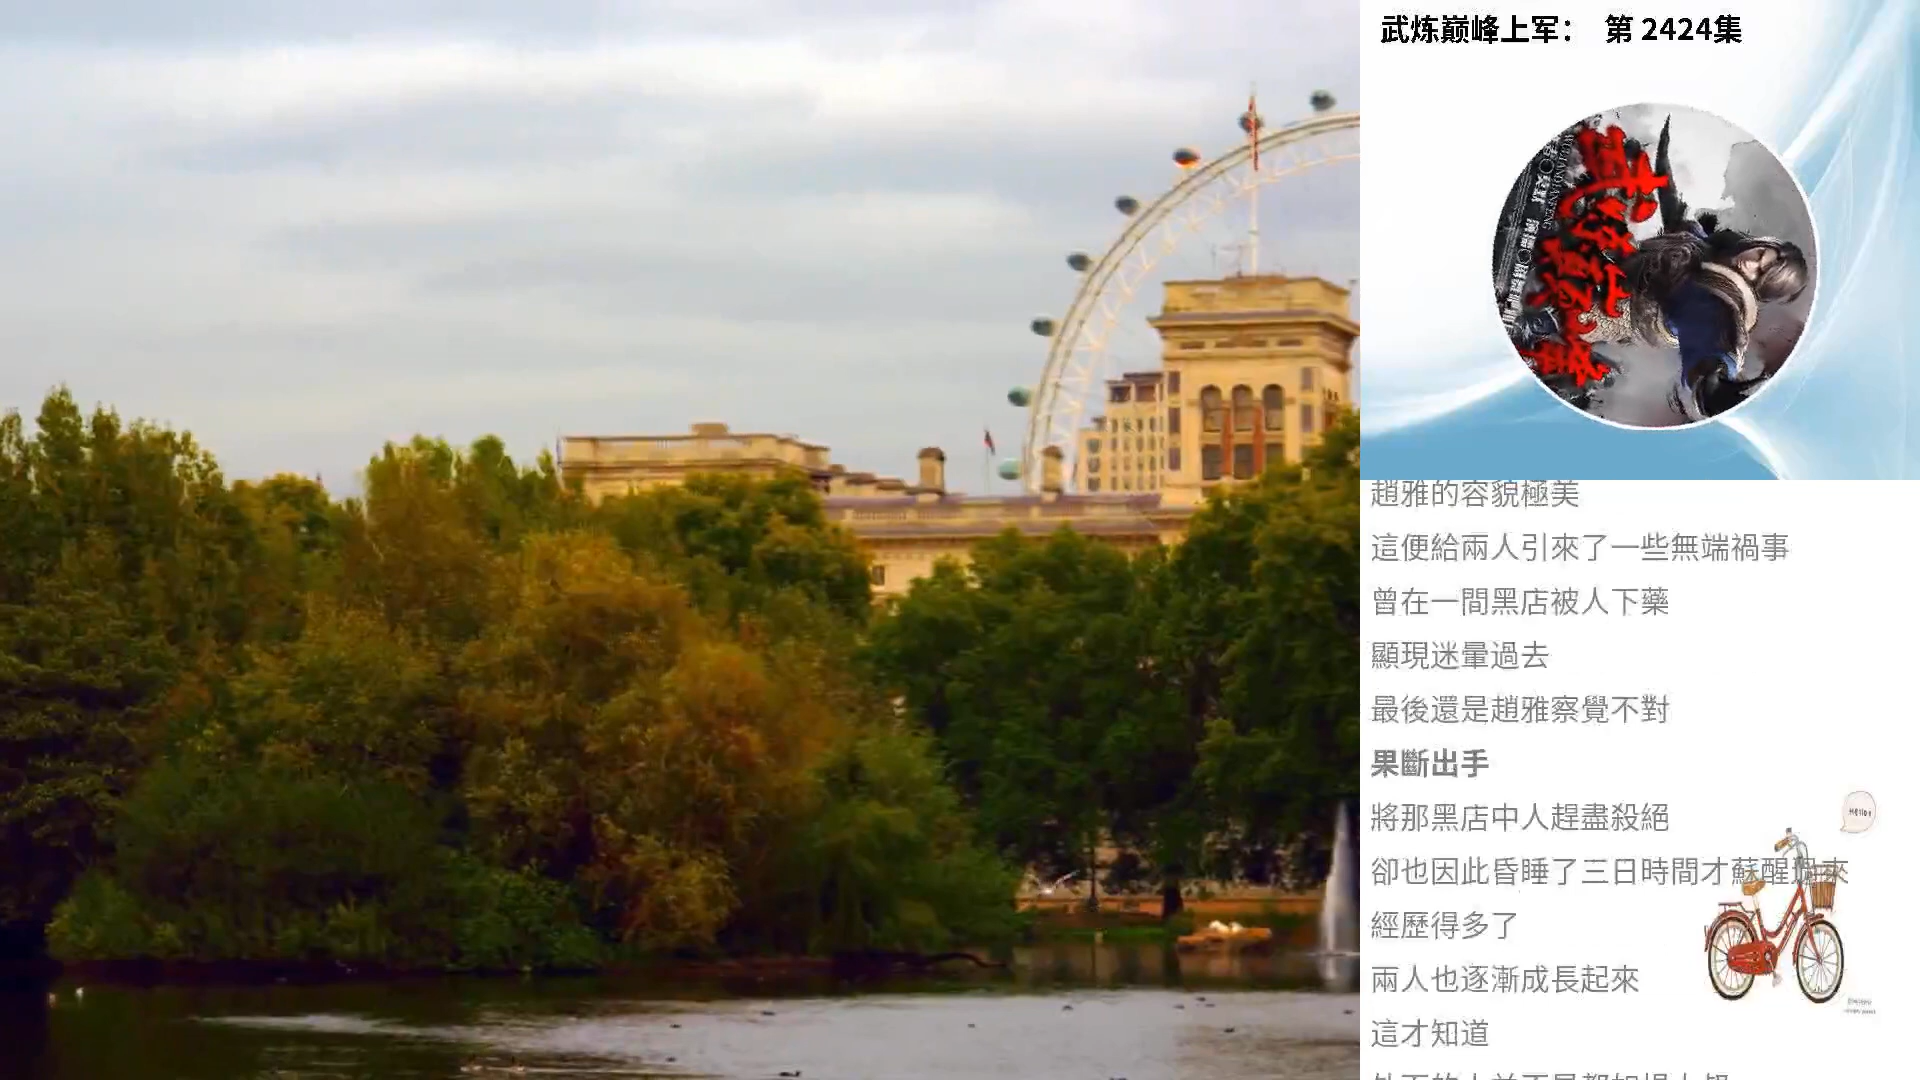 武炼巅峰上军： 第 2424集
趙雅的容貌極美
這便給兩人引來了一些無端禍事
曾在一間黑店被人下藥
顯現迷暈過去
最後還是趙雅察覺不對
果斷出手
將那黑店中人趕盡殺絕
卻也因此昏睡了三日時間才蘇醒過來
經歷得多了
兩人也逐漸成長起來
這才知道
Hello!